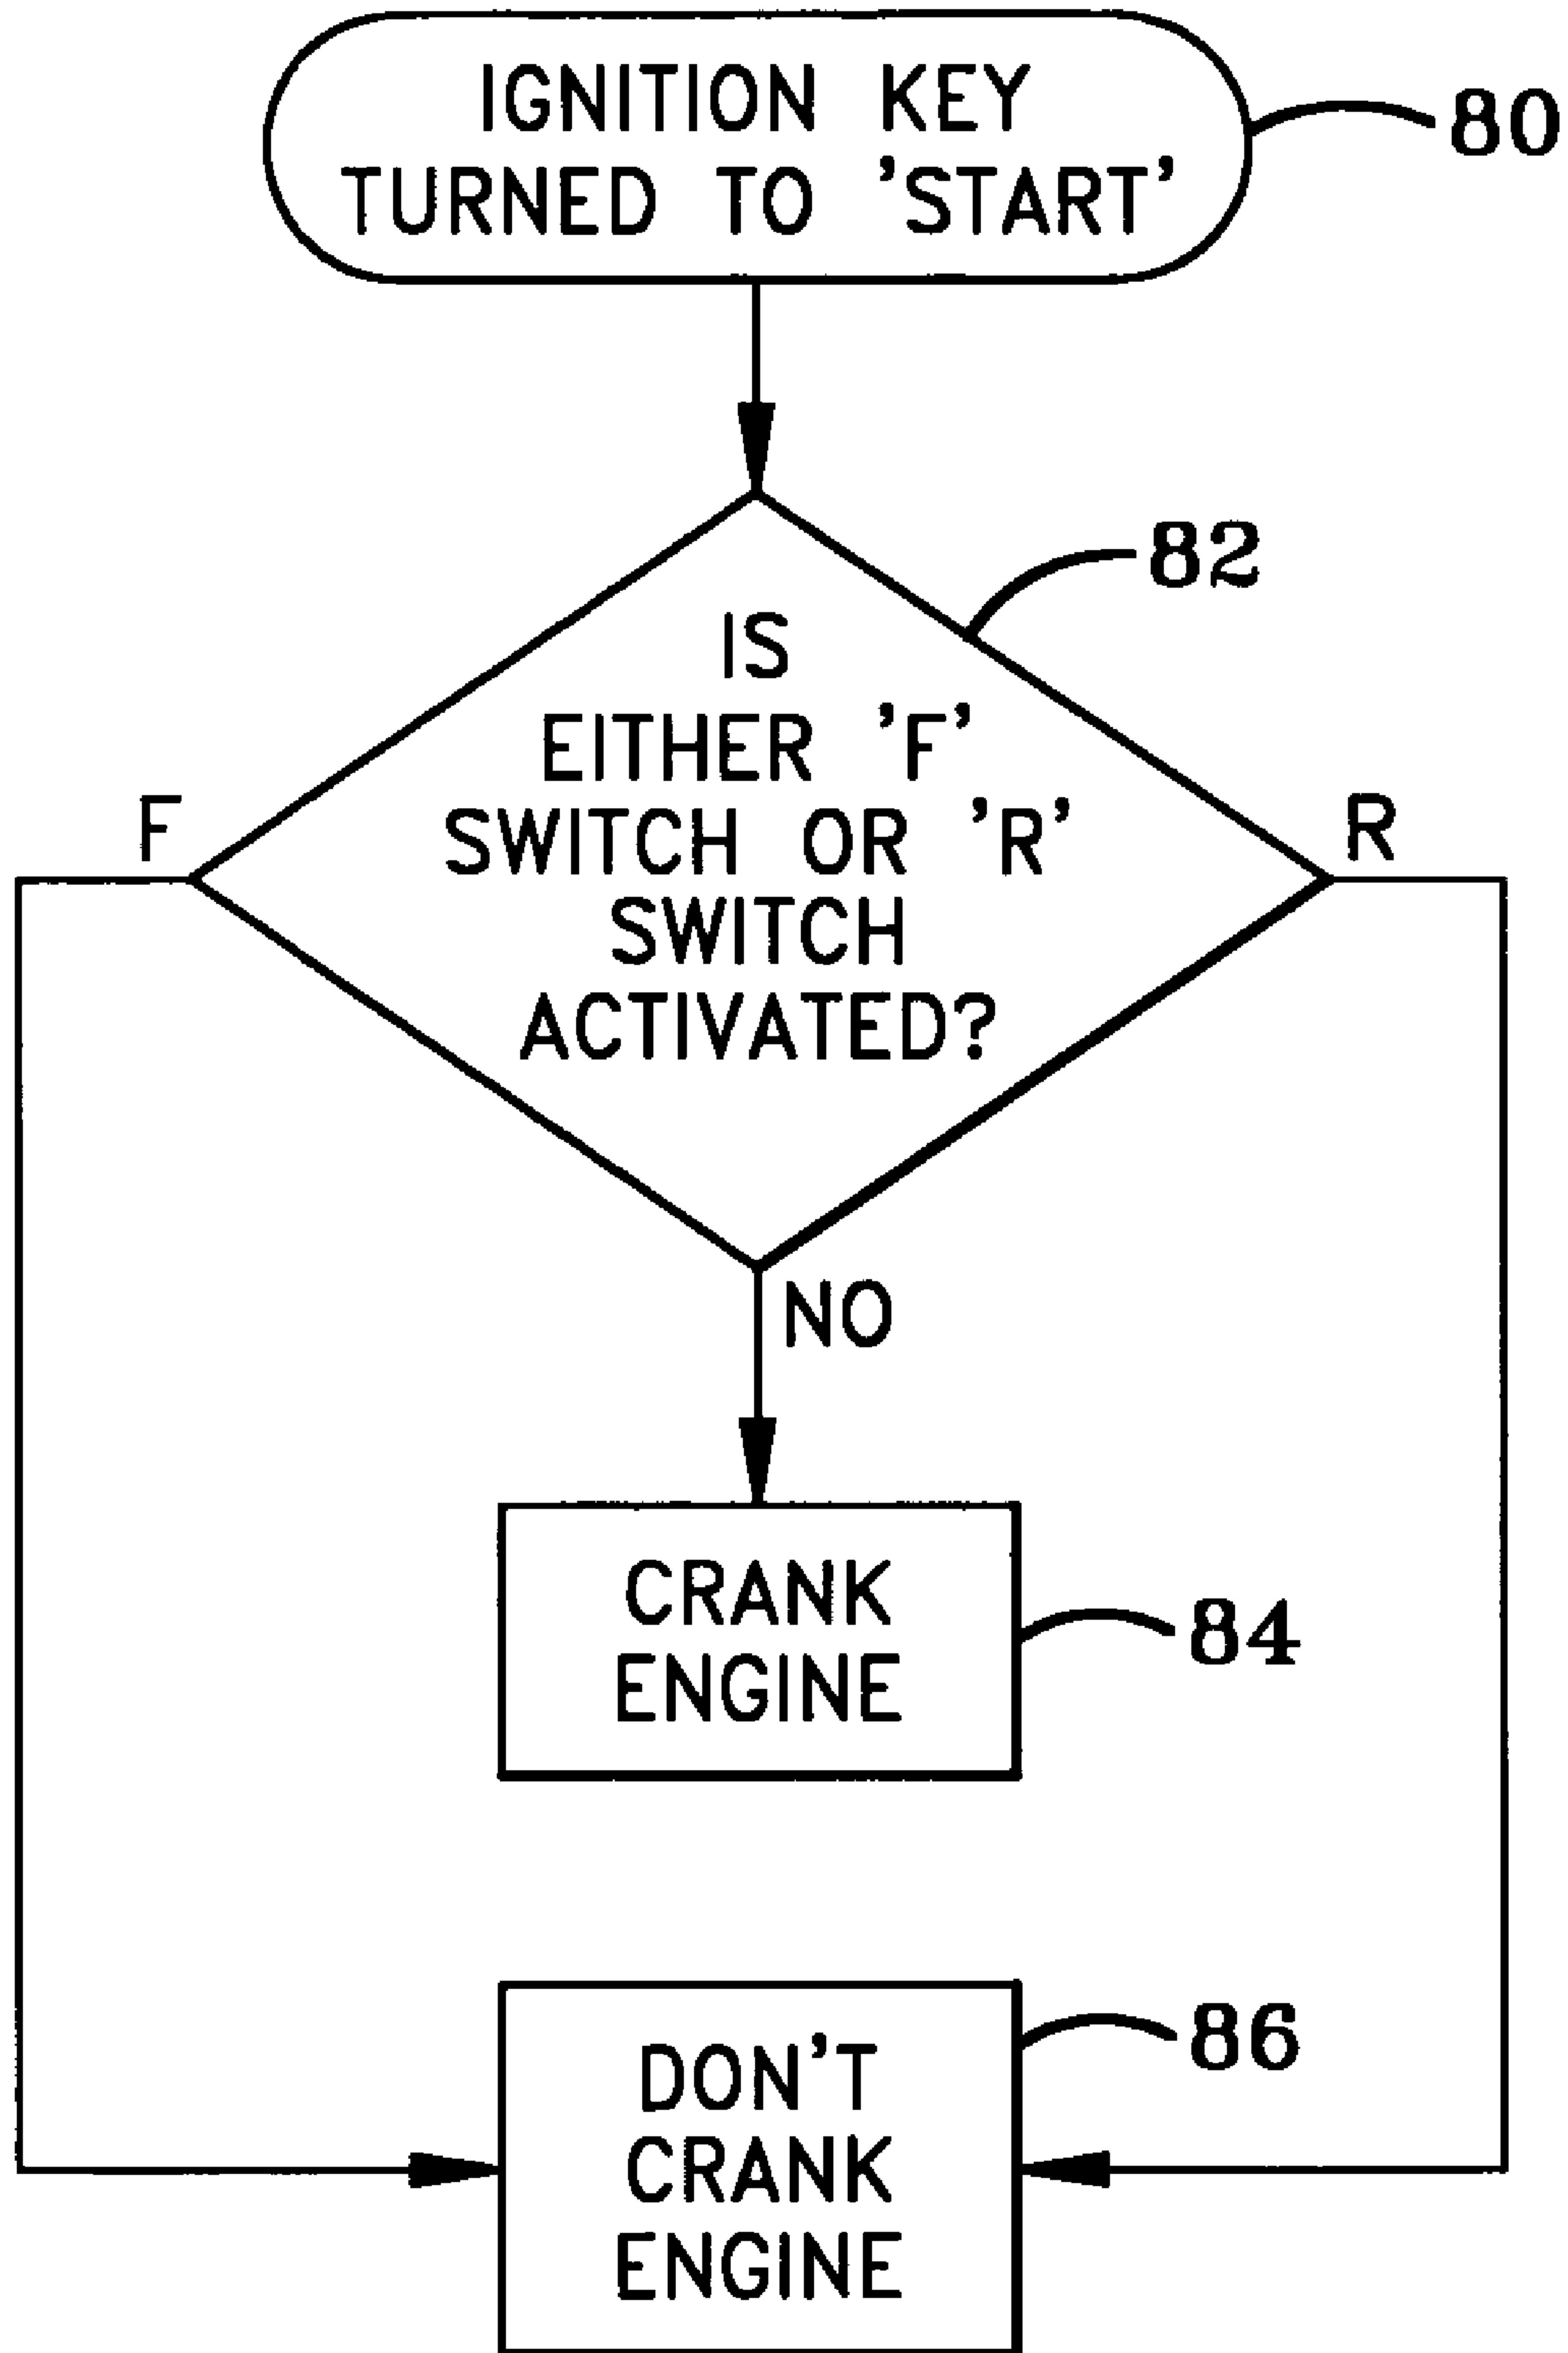 IGNITION KEY
TURNED TO 'START'
80
82
IS
EITHER 'F'
SWITCH OR 'R'
SWITCH
ACTIVATED?
F
R
NO
CRANK
ENGINE
84
DON'T
CRANK
ENGINE
86